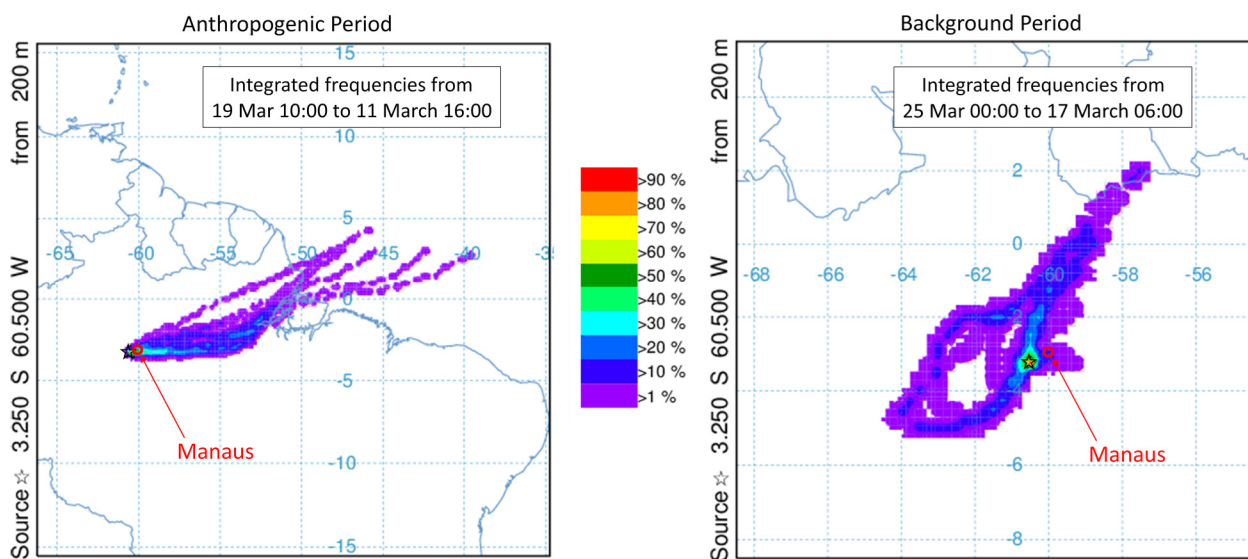 Anthropogenic Period
Source ☆ 3.250 S 60.500 W from 200 m
Integrated frequencies from
19 Mar 10:00 to 11 March 16:00
15
10
5
-65 -60 -50 -45 -40 -35
0
-5
-10
-15
Manaus
>90 %
>80 %
>70 %
>60 %
>50 %
>40 %
>30 %
>20 %
>10 %
>1 %
Background Period
Source ☆ 3.250 S 60.500 W from 200 m
Integrated frequencies from
25 Mar 00:00 to 17 March 06:00
2
0
-68 -66 -64 -62 -60 -58 -56
-6
-8
Manaus